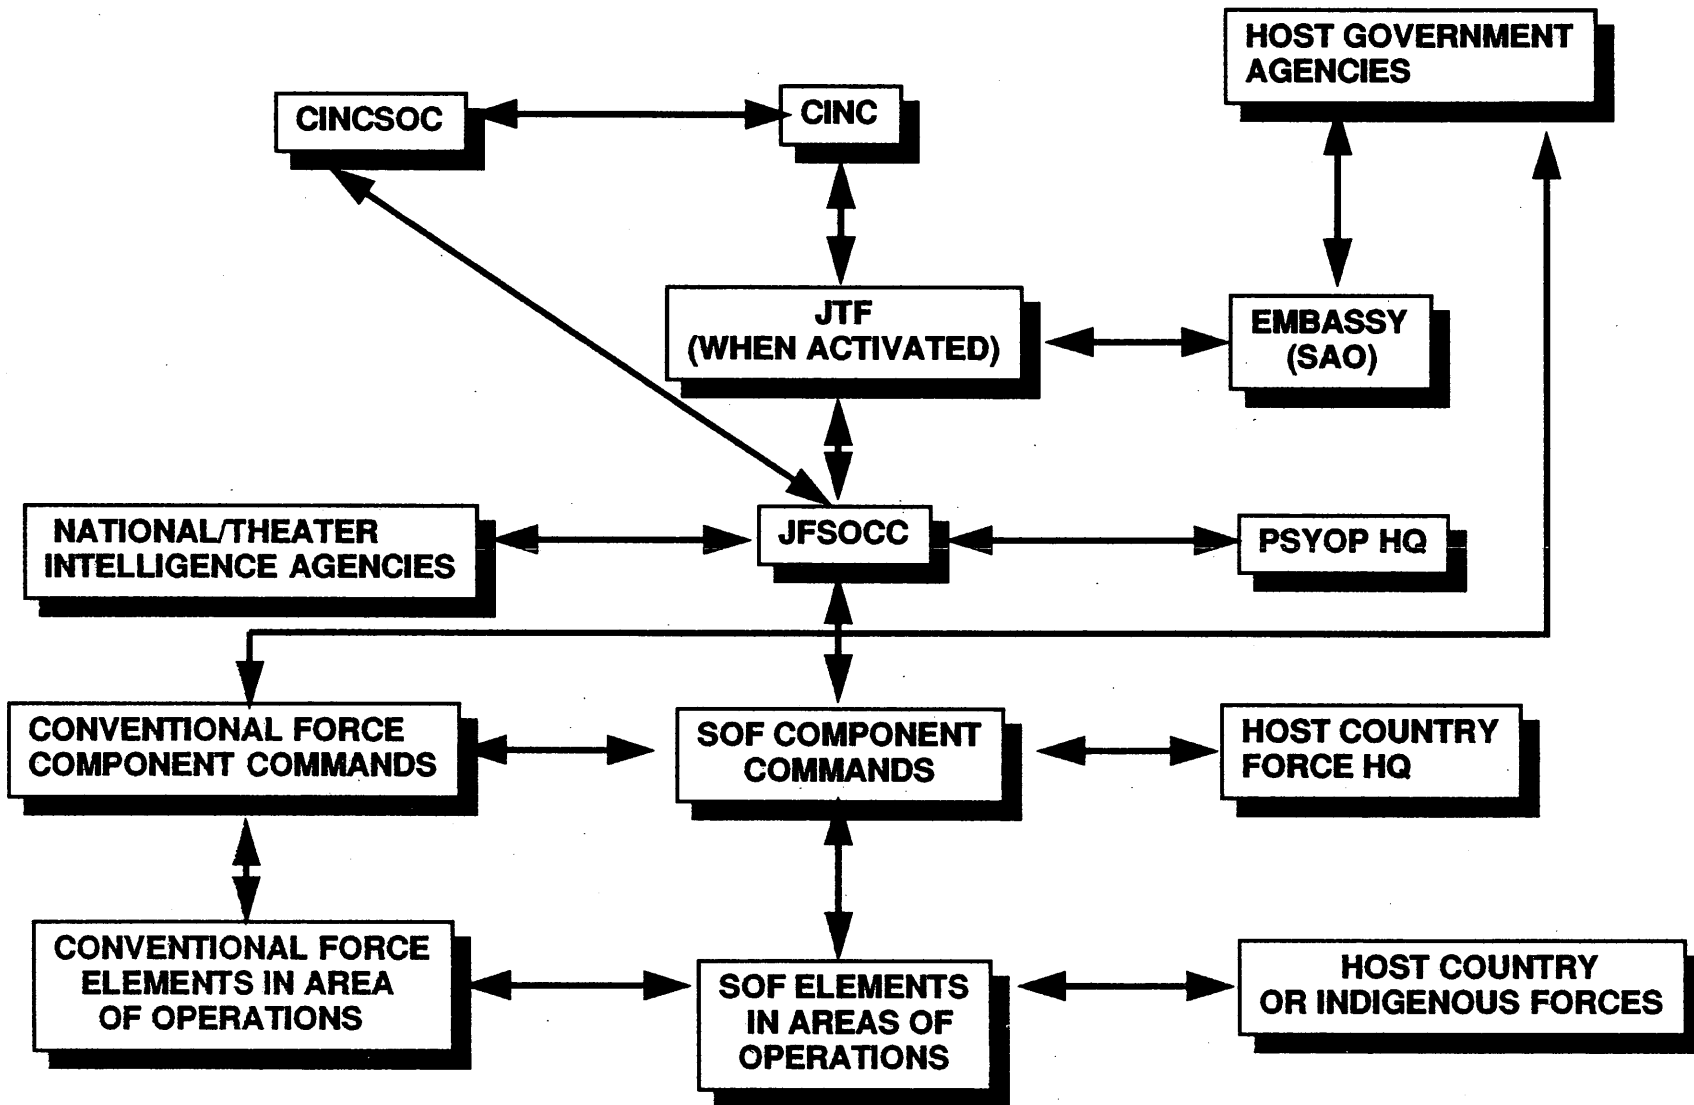 HOST GOVERNMENT
AGENCIES
CINCSOC
CINC
JTF
(WHEN ACTIVATED)
EMBASSY
(SAO)
NATIONAL/THEATER
INTELLIGENCE AGENCIES
JFSOCC
PSYOP HQ
CONVENTIONAL FORCE
COMPONENT COMMANDS
SOF COMPONENT
COMMANDS
HOST COUNTRY
FORCE HQ
CONVENTIONAL FORCE
ELEMENTS IN AREA
OF OPERATIONS
SOF ELEMENTS
IN AREAS OF
OPERATIONS
HOST COUNTRY
OR INDIGENOUS FORCES